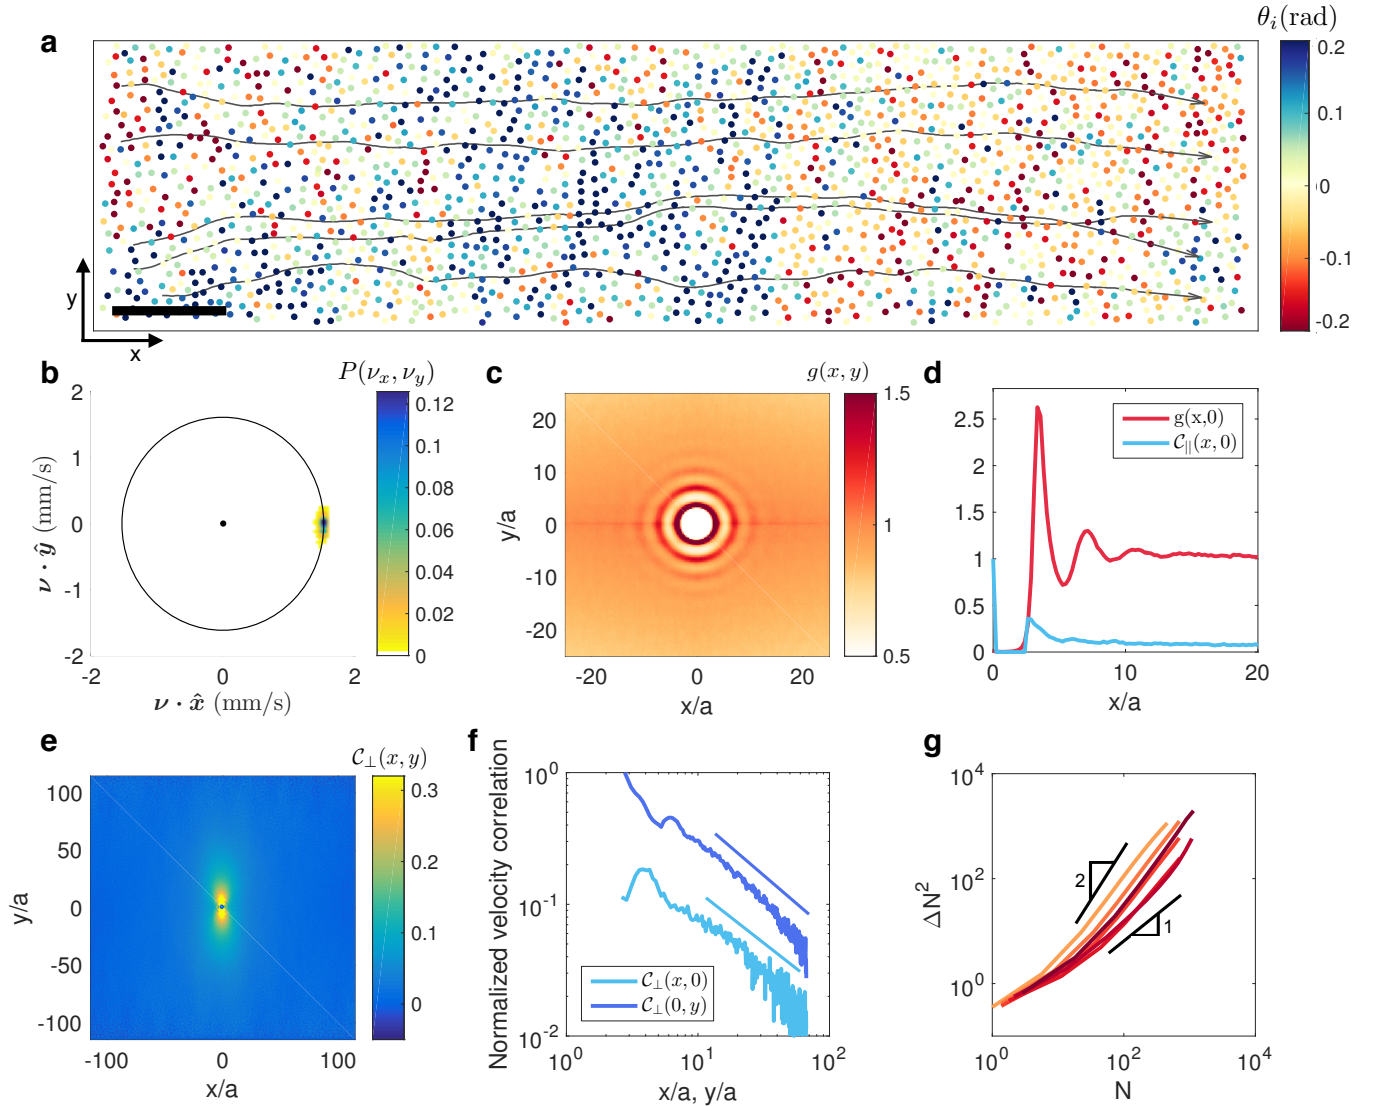 a
θ_i(rad)
0.2
0.1
0
-0.1
-0.2
y
x
b
P(ν_x, ν_y)
2
1
0
-1
-2
-2
0
2
ν · ŷ (mm/s)
ν · x̂ (mm/s)
0.12
0.1
0.08
0.06
0.04
0.02
0
c
g(x, y)
20
10
0
-10
-20
-20
0
20
y/a
x/a
1.5
1
0.5
d
g(x,0)
𝒞_∥(x, 0)
2.5
2
1.5
1
0.5
0
0
10
20
x/a
e
𝒞_⊥(x, y)
100
50
0
-50
-100
-100
0
100
y/a
x/a
0.3
0.2
0.1
0
f
Normalized velocity correlation
10^0
10^-1
10^-2
10^0
10^1
10^2
x/a, y/a
𝒞_⊥(x, 0)
𝒞_⊥(0, y)
g
ΔN^2
10^4
10^2
10^0
10^0
10^2
10^4
N
2
1